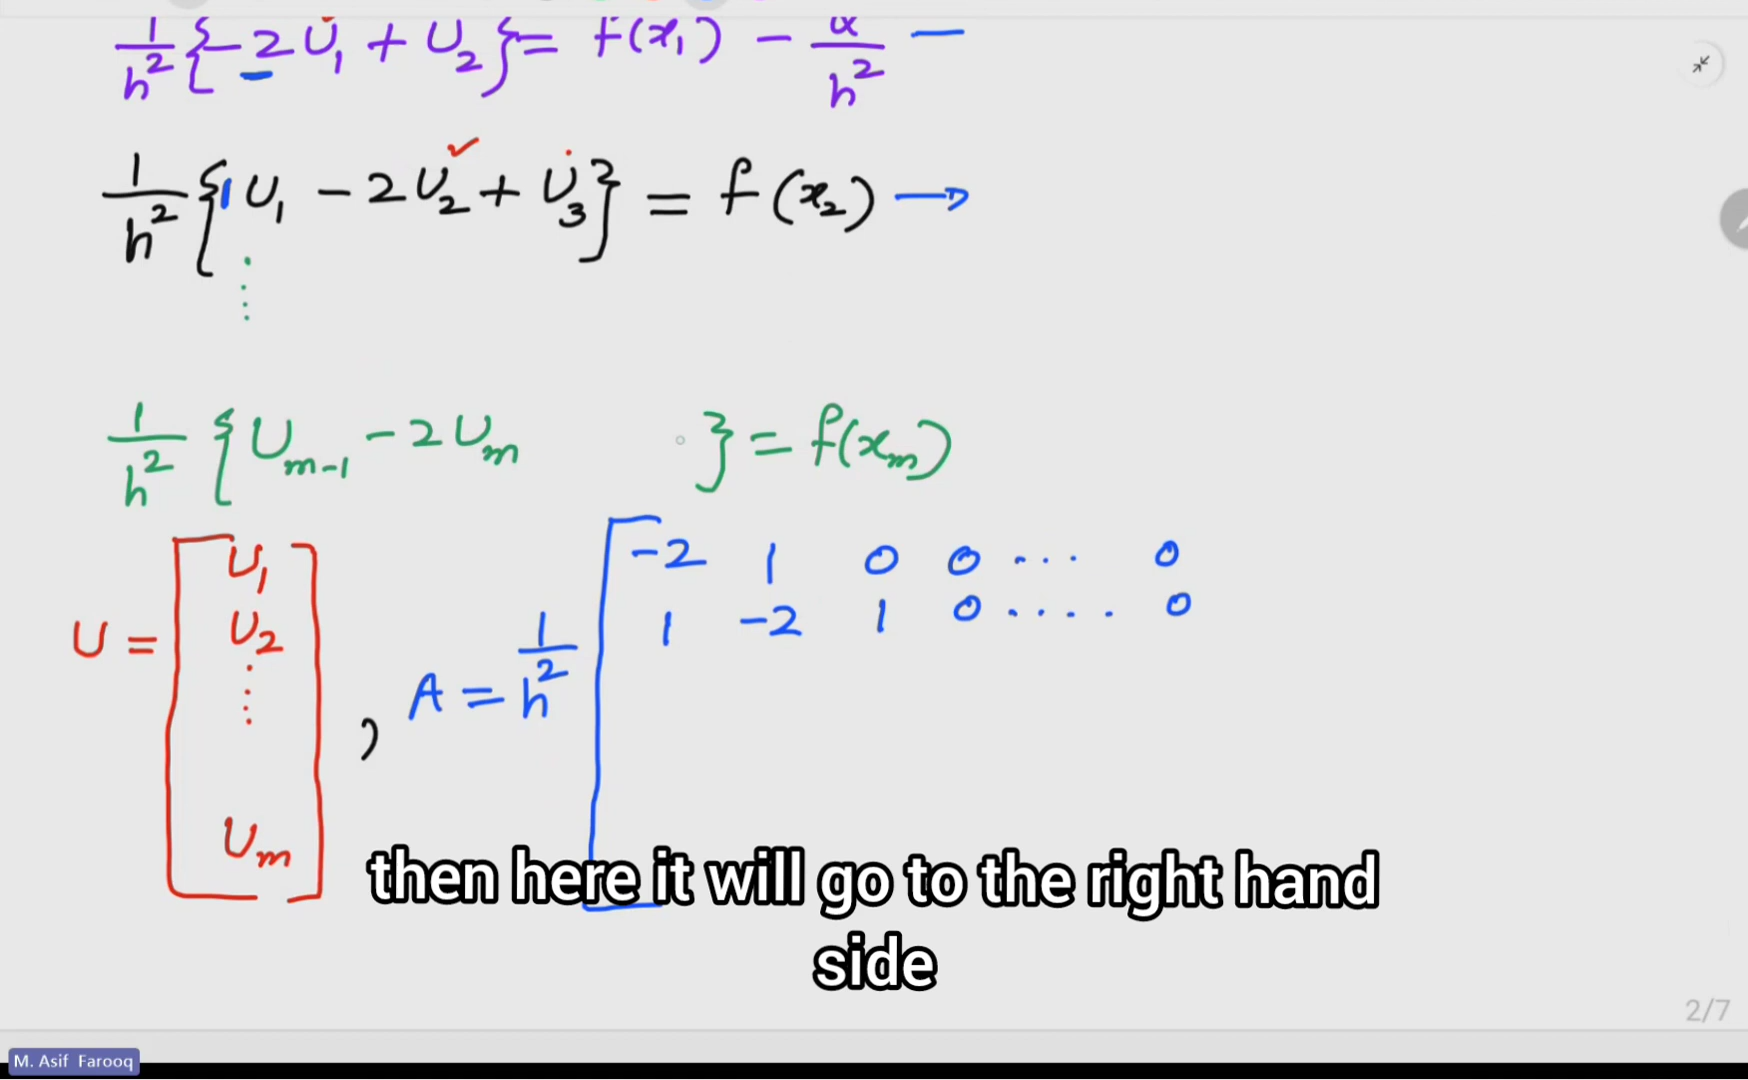 1/h² {-2U₁ + U₂} = f(x₁) - α/h² —
1/h² {1 U₁ - 2U₂ + U₃} = f(x₂) →
⋮
1/h² {U_{m-1} - 2U_m } = f(x_m)
U = [U₁ U₂ ⋮ U_m] , A = 1/h² [
-2 1 0 0 ... 0
1 -2 1 0 .... 0
then here it will go to the right hand
side
2/7
M. Asif Farooq